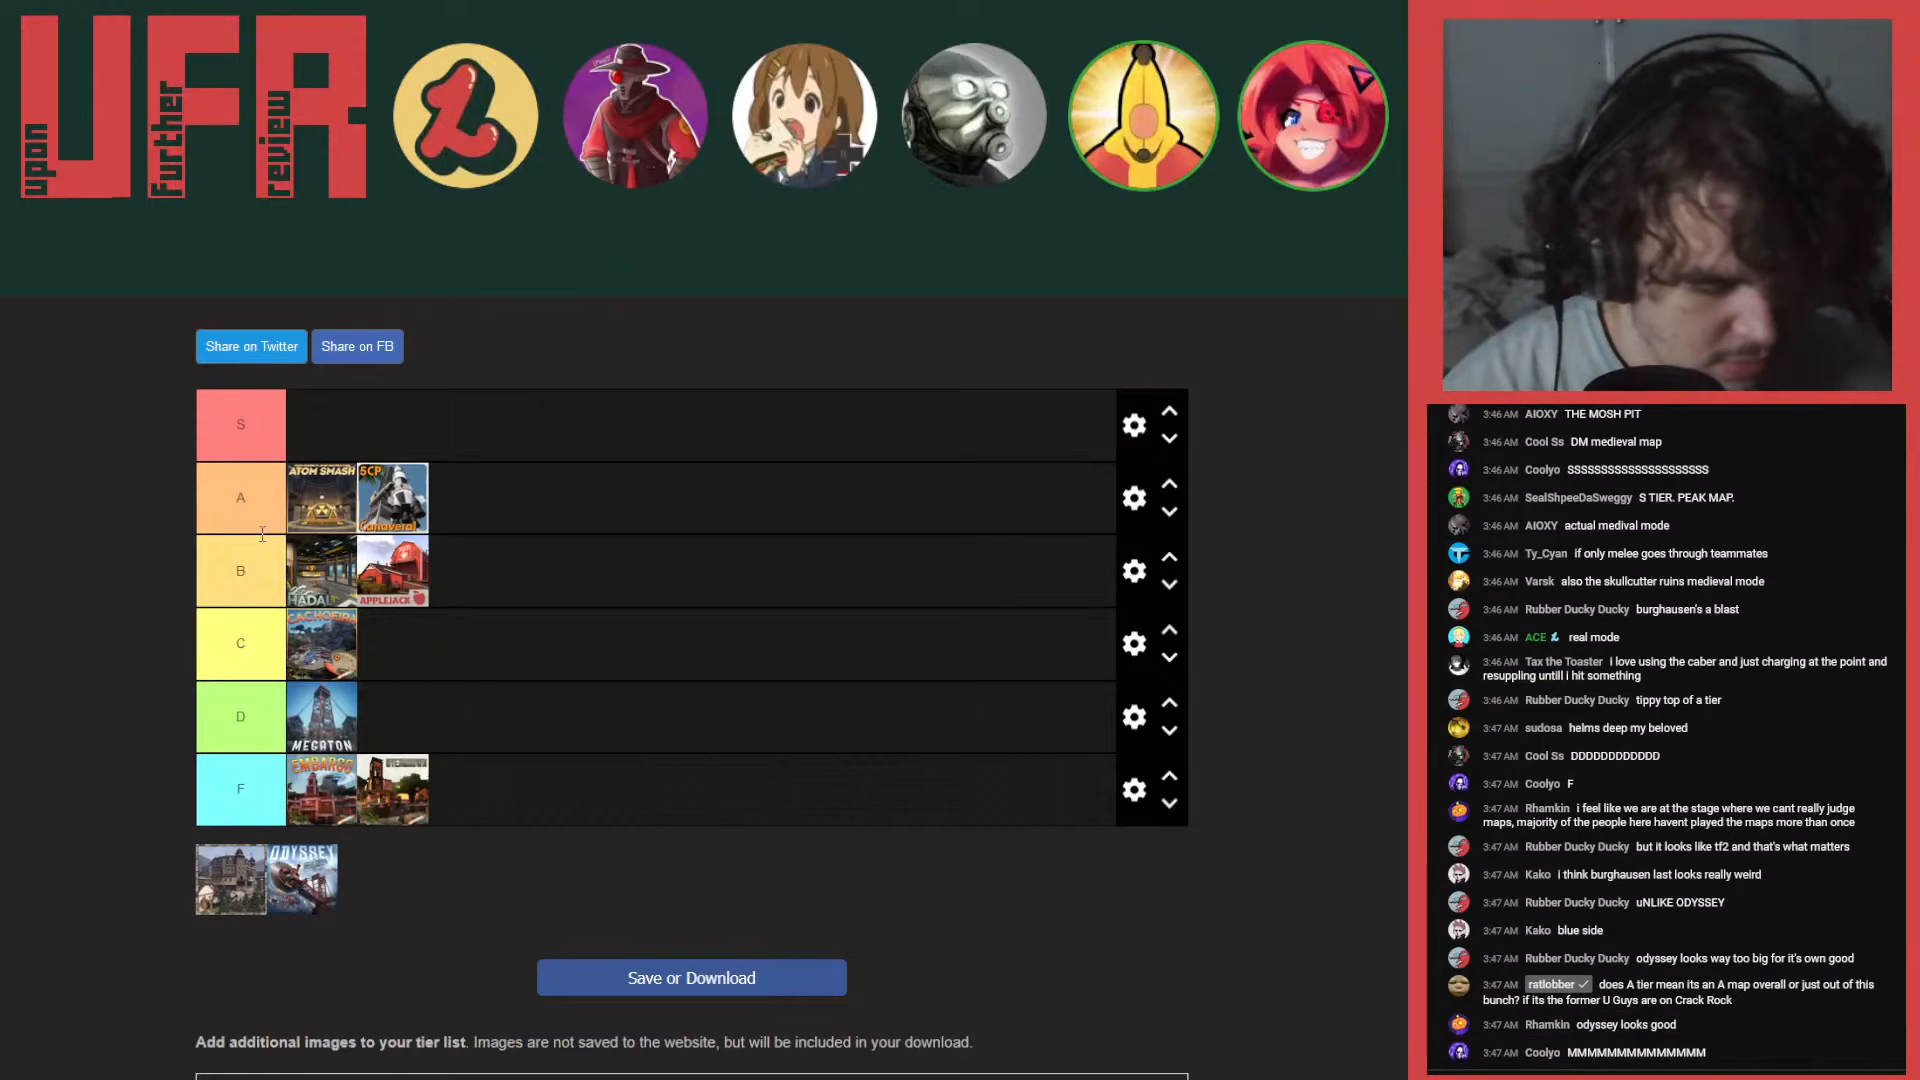 upon
further
review
UFR
Share on Twitter
Share on FB
S
A
ATOM SMASH
5CP
Canaveral
B
HADAL
APPLEJACK
C
CACHOEIRA
D
MEGATON
F
EMBARGO
ODYSSEY
Save or Download
Add additional images to your tier list. Images are not saved to the website, but will be included in your download.
3:46 AM AIOXY THE MOSH PIT
3:46 AM Cool Ss DM medieval map
3:46 AM Coolyo SSSSSSSSSSSSSSSSSSSSS
3:46 AM SealShpeeDaSweggy S TIER. PEAK MAP.
3:46 AM AIOXY actual medival mode
3:46 AM Ty_Cyan if only melee goes through teammates
3:46 AM Varsk also the skullcutter ruins medieval mode
3:46 AM Rubber Ducky Ducky burghausen's a blast
3:46 AM ACE real mode
3:46 AM Tax the Toaster i love using the caber and just charging at the point and
resuppling untill i hit something
3:46 AM Rubber Ducky Ducky tippy top of a tier
3:47 AM sudosa helms deep my beloved
3:47 AM Cool Ss DDDDDDDDDDDD
3:47 AM Coolyo F
3:47 AM Rhamkin i feel like we are at the stage where we cant really judge
maps, majority of the people here havent played the maps more than once
3:47 AM Rubber Ducky Ducky but it looks like tf2 and that's what matters
3:47 AM Kako i think burghausen last looks really weird
3:47 AM Rubber Ducky Ducky uNLIKE ODYSSEY
3:47 AM Kako blue side
3:47 AM Rubber Ducky Ducky odyssey looks way too big for it's own good
3:47 AM ratlobber does A tier mean its an A map overall or just out of this
bunch? if its the former U Guys are on Crack Rock
3:47 AM Rhamkin odyssey looks good
3:47 AM Coolyo MMMMMMMMMMMMMM